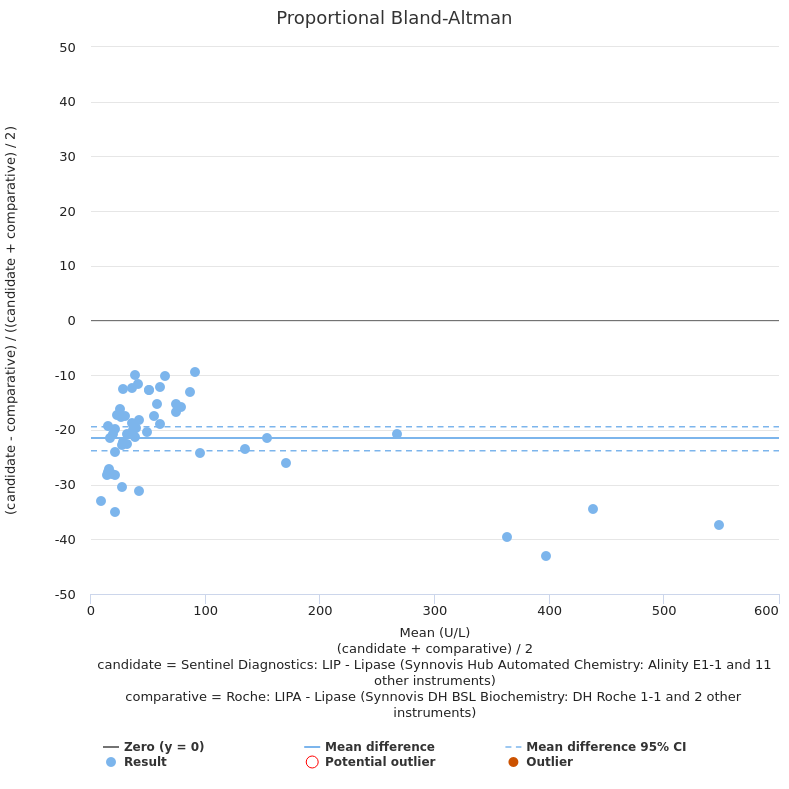 Proportional Bland-Altman
(candidate - comparative) / ((candidate + comparative) / 2)
50
40
30
20
10
0
-10
-20
-30
-40
-50
0 100 200 300 400 500 600
Mean (U/L)
(candidate + comparative) / 2
candidate = Sentinel Diagnostics: LIP - Lipase (Synnovis Hub Automated Chemistry: Alinity E1-1 and 11
other instruments)
comparative = Roche: LIPA - Lipase (Synnovis DH BSL Biochemistry: DH Roche 1-1 and 2 other
instruments)
Zero (y = 0) Mean difference Mean difference 95% CI
Result Potential outlier Outlier